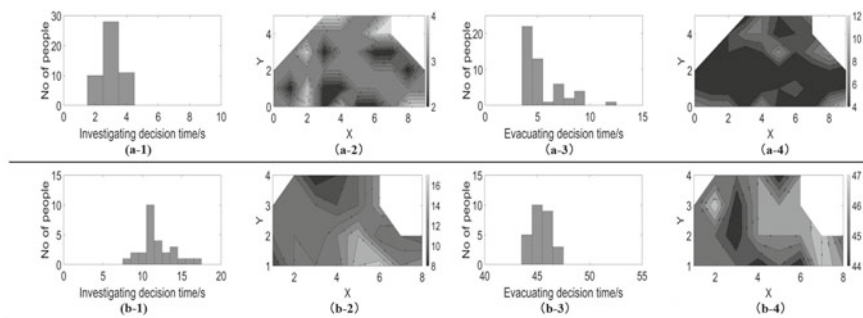 30
20
10
0
No of people
0 2 4 6 8 10
Investigating decision time/s
(a-1)
4
2
0
Y
0 2 4 6 8
X
(a-2)
4
3
2
30
20
10
0
No of people
0 5 10 15
Evacuating decision time/s
(a-3)
4
2
0
Y
0 2 4 6 8
X
(a-4)
12
10
8
6
4
15
10
5
0
No of people
0 10 20
Investigating decision time/s
(b-1)
4
3
2
1
Y
2 4 6 8
X
(b-2)
16
14
12
10
8
15
10
5
0
No of people
40 45 50 55
Evacuating decision time/s
(b-3)
4
3
2
1
Y
2 4 6 8
X
(b-4)
47
46
45
44